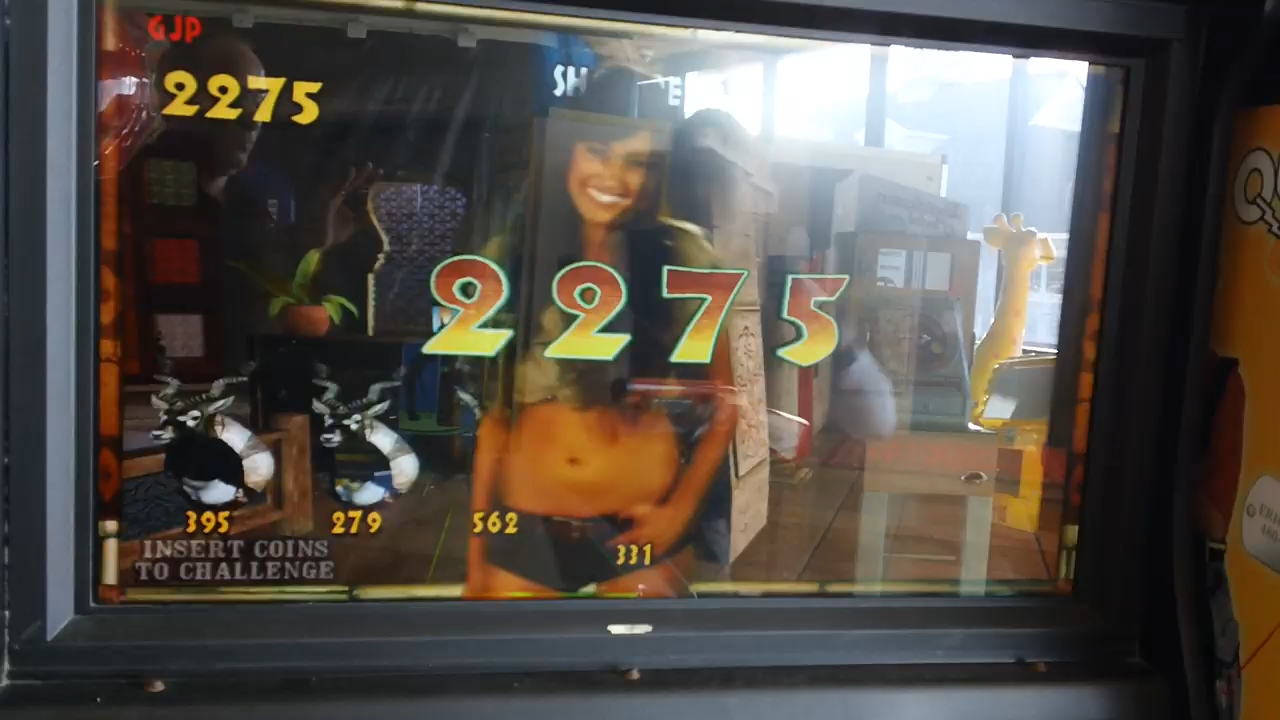 GJP
2275
2275
395 279 562
331
INSERT COINS
TO CHALLENGE